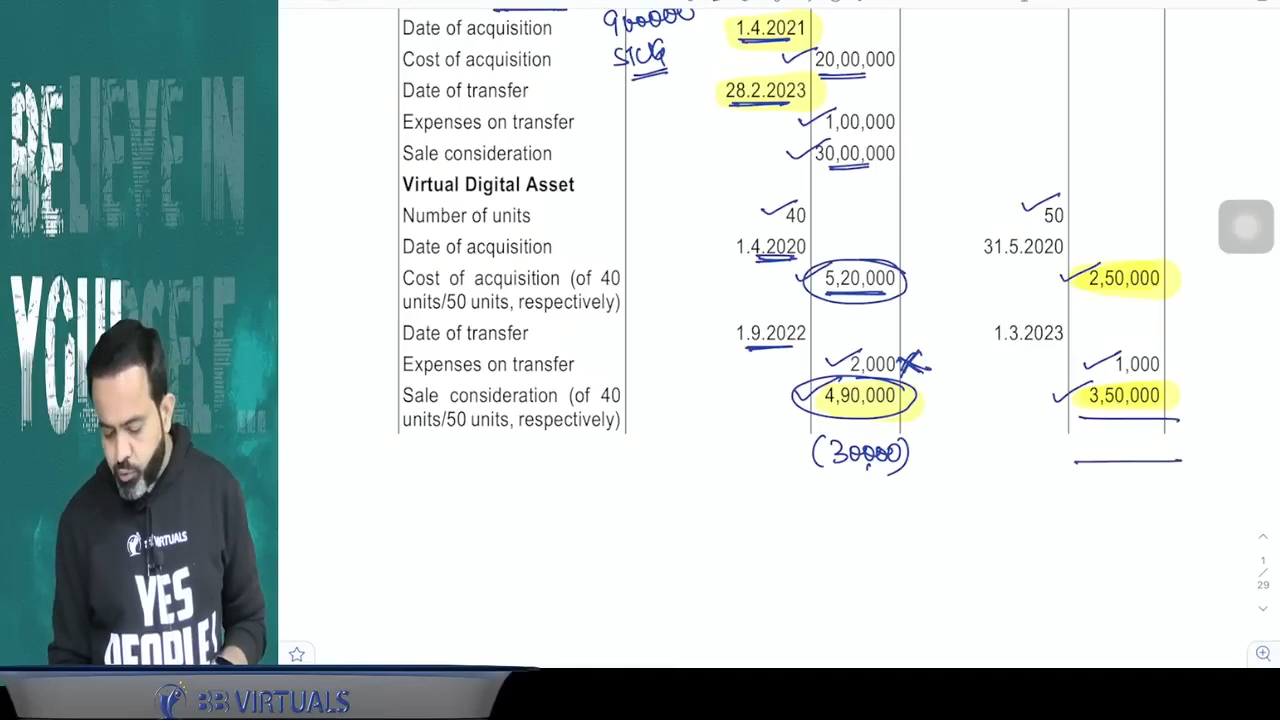 BELIEVE IN
YOURSELF...
900000
STCG
Date of acquisition 1.4.2021
Cost of acquisition 20,00,000
Date of transfer 28.2.2023
Expenses on transfer 1,00,000
Sale consideration 30,00,000
Virtual Digital Asset
Number of units 40 50
Date of acquisition 1.4.2020 31.5.2020
Cost of acquisition (of 40 5,20,000 2,50,000
units/50 units, respectively)
Date of transfer 1.9.2022 1.3.2023
Expenses on transfer 2,000 1,000
Sale consideration (of 40 4,90,000 3,50,000
units/50 units, respectively)
(30,000)
1
/
29
BB VIRTUALS
YES
PEOPLE!
BB VIRTUALS